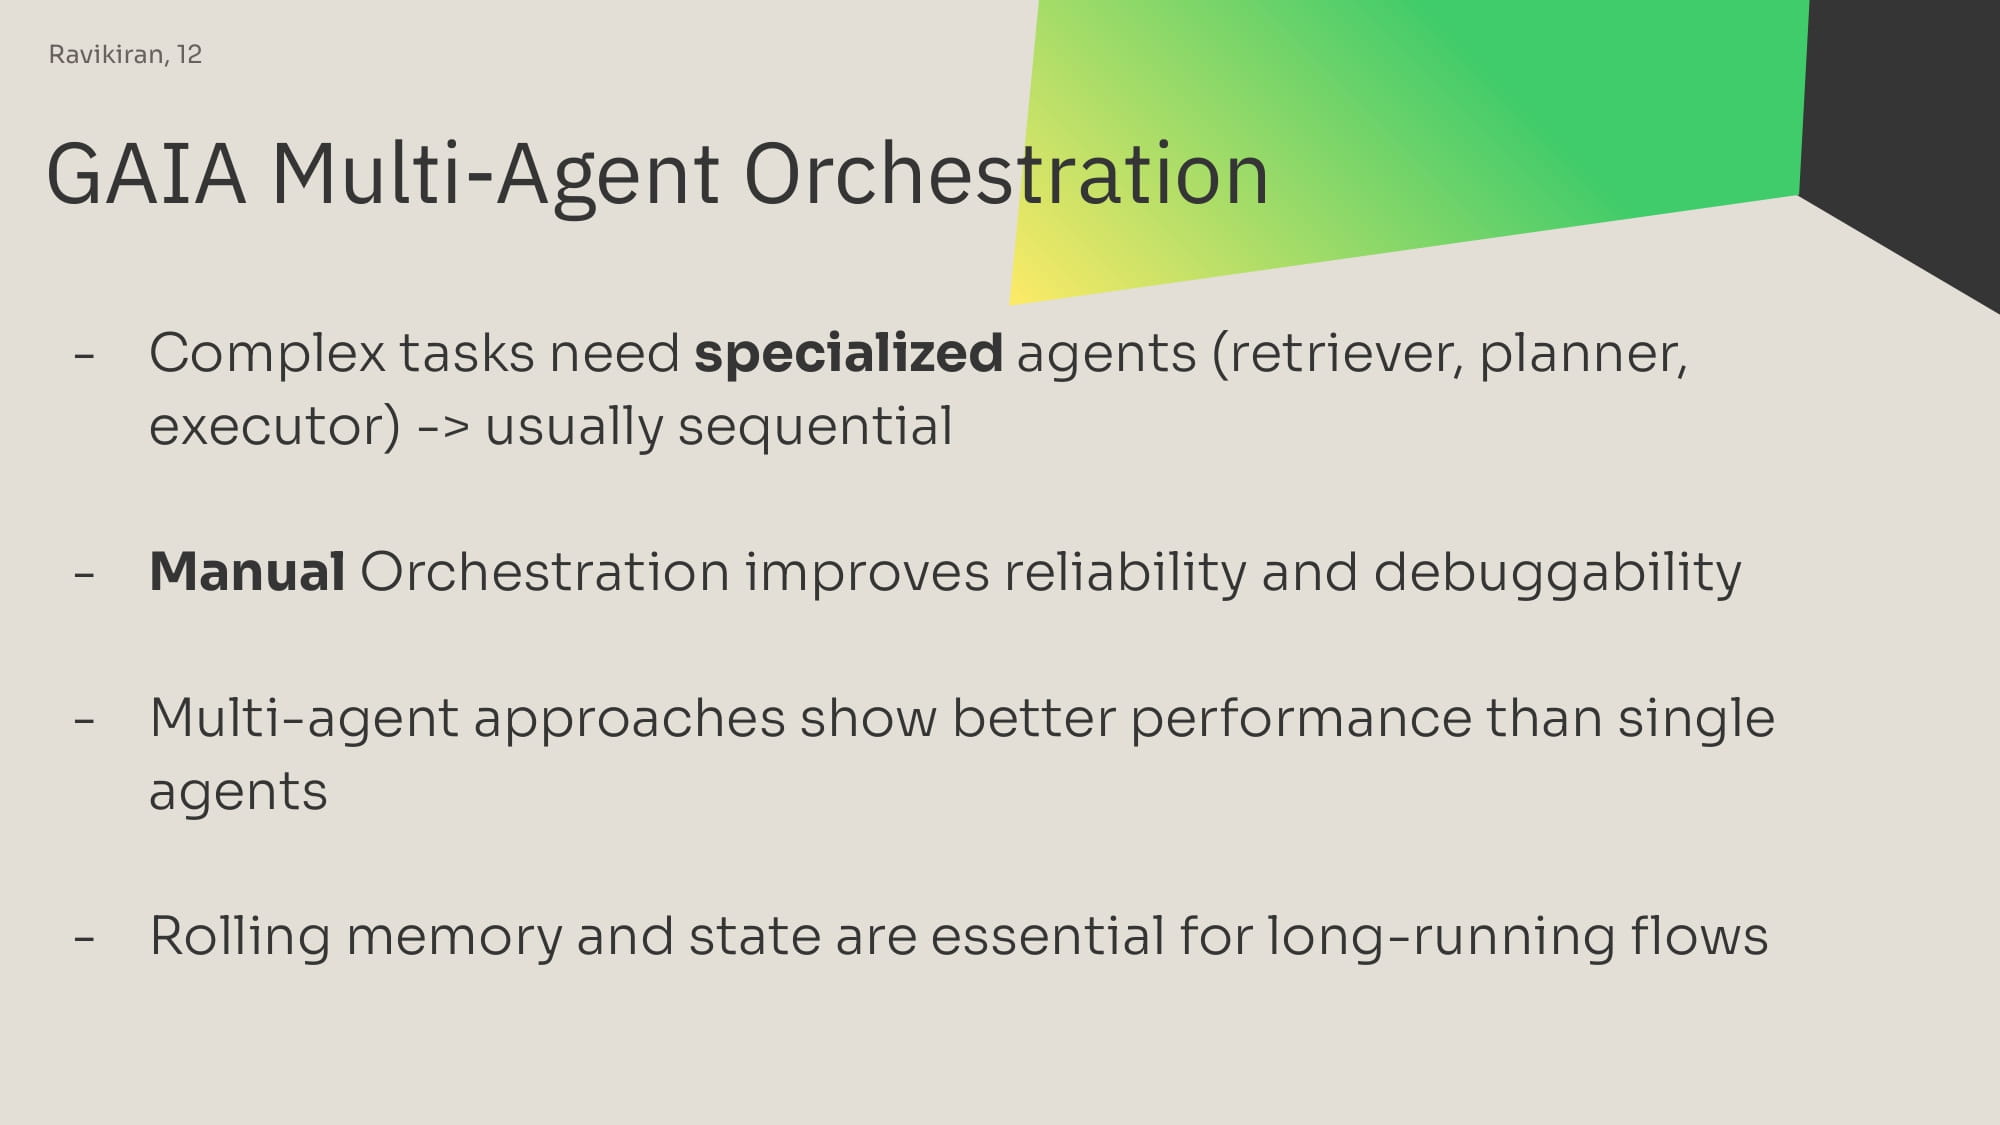 Ravikiran, 12
GAIA Multi-Agent Orchestration
- Complex tasks need specialized agents (retriever, planner,
executor) -> usually sequential
- Manual Orchestration improves reliability and debuggability
- Multi-agent approaches show better performance than single
agents
- Rolling memory and state are essential for long-running flows